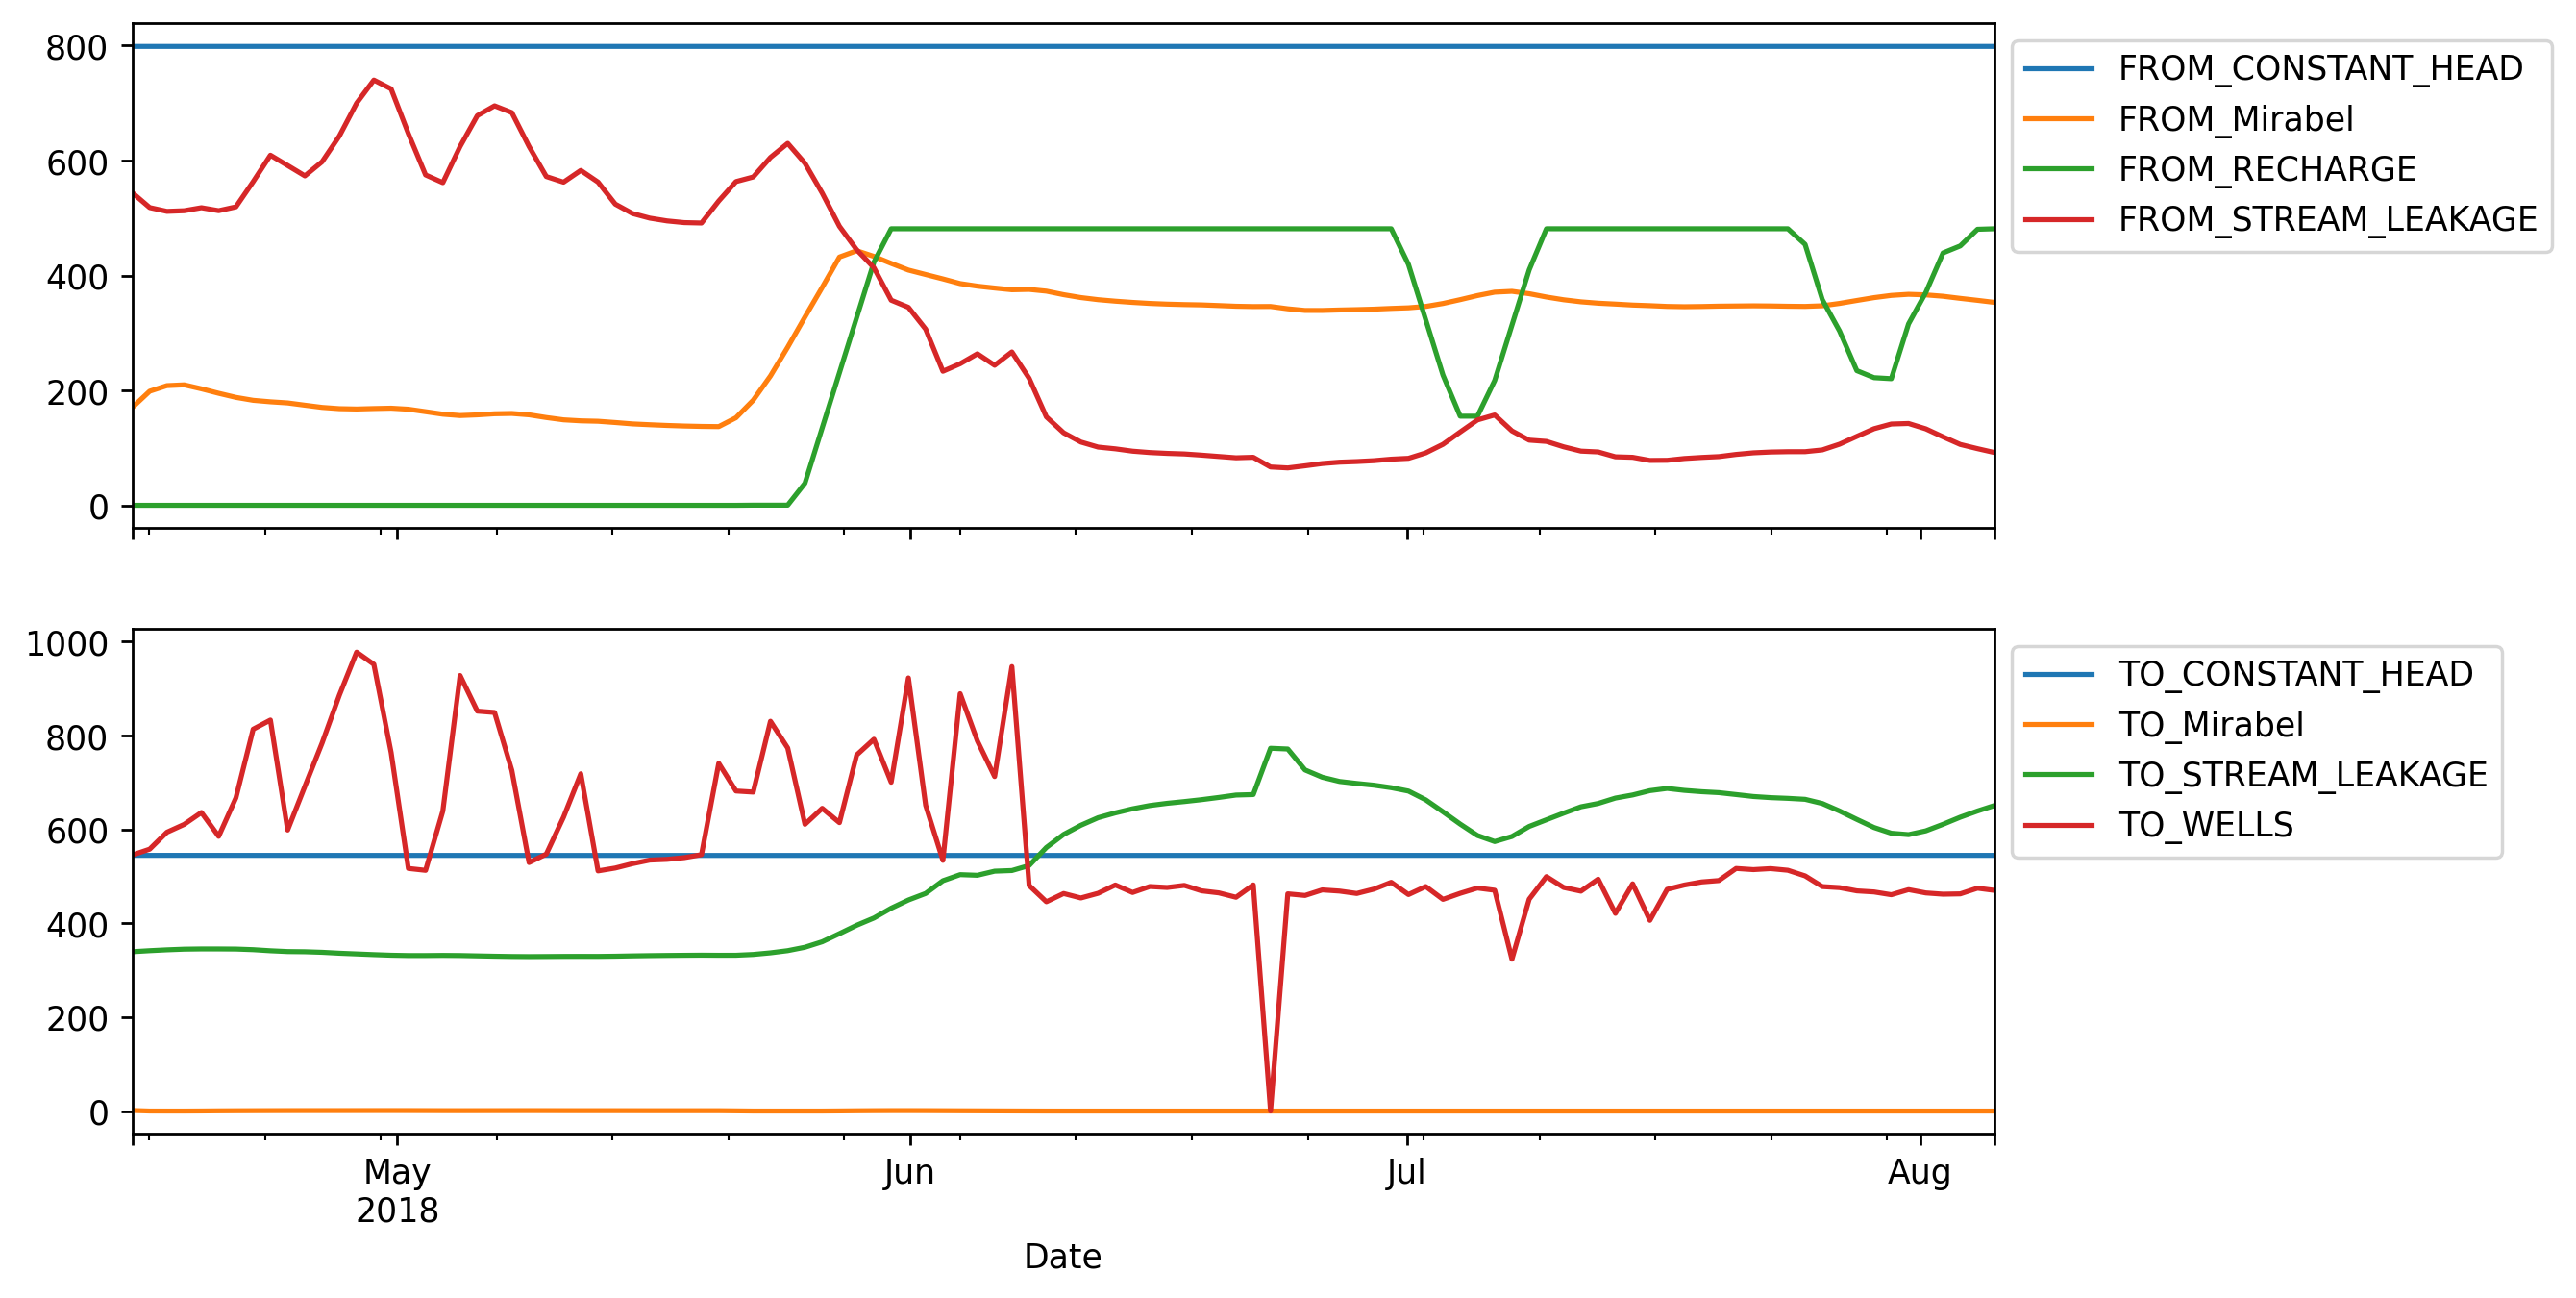 800
600
400
200
0
FROM_CONSTANT_HEAD
FROM_Mirabel
FROM_RECHARGE
FROM_STREAM_LEAKAGE
1000
800
600
400
200
0
TO_CONSTANT_HEAD
TO_Mirabel
TO_STREAM_LEAKAGE
TO_WELLS
May Jun Jul Aug
2018
Date